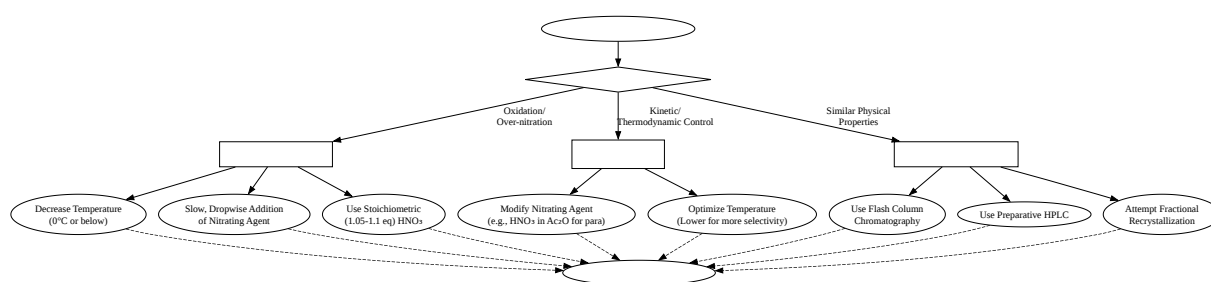 Oxidation/
Over-nitration
Kinetic/
Thermodynamic Control
Similar Physical
Properties
Decrease Temperature
(0°C or below)
Slow, Dropwise Addition
of Nitrating Agent
Use Stoichiometric
(1.05-1.1 eq) HNO₃
Modify Nitrating Agent
(e.g., HNO₃ in Ac₂O for para)
Optimize Temperature
(Lower for more selectivity)
Use Flash Column
Chromatography
Use Preparative HPLC
Attempt Fractional
Recrystallization